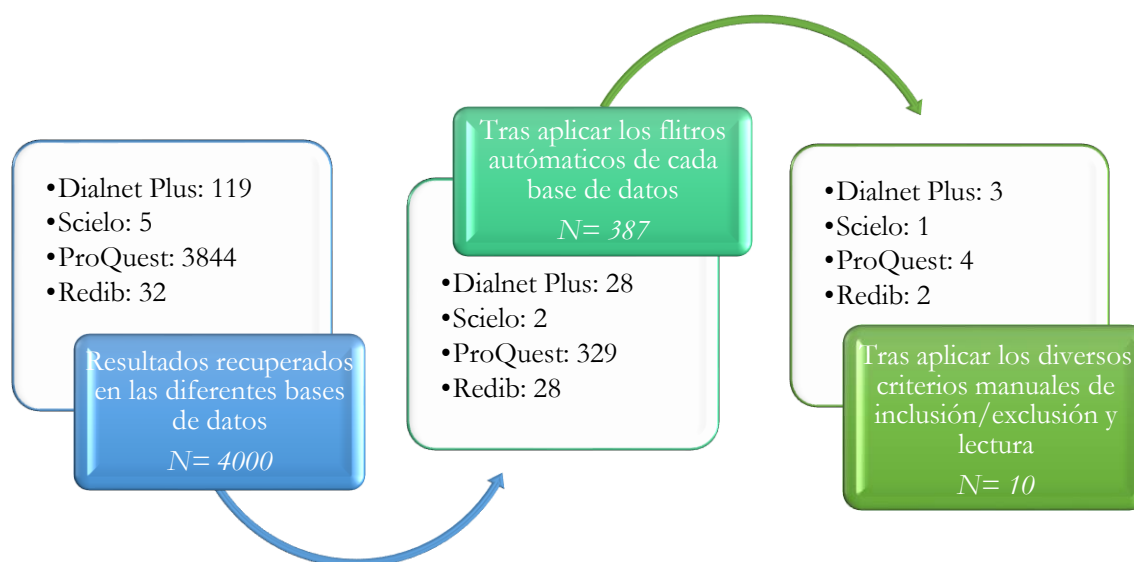 •Dialnet Plus: 119
•Scielo: 5
•ProQuest: 3844
•Redib: 32
Resultados recuperados
en las diferentes bases
de datos
N= 4000
Tras aplicar los flitros
autómaticos de cada
base de datos
N= 387
•Dialnet Plus: 28
•Scielo: 2
•ProQuest: 329
•Redib: 28
•Dialnet Plus: 3
•Scielo: 1
•ProQuest: 4
•Redib: 2
Tras aplicar los diversos
criterios manuales de
inclusión/exclusión y
lectura
N= 10